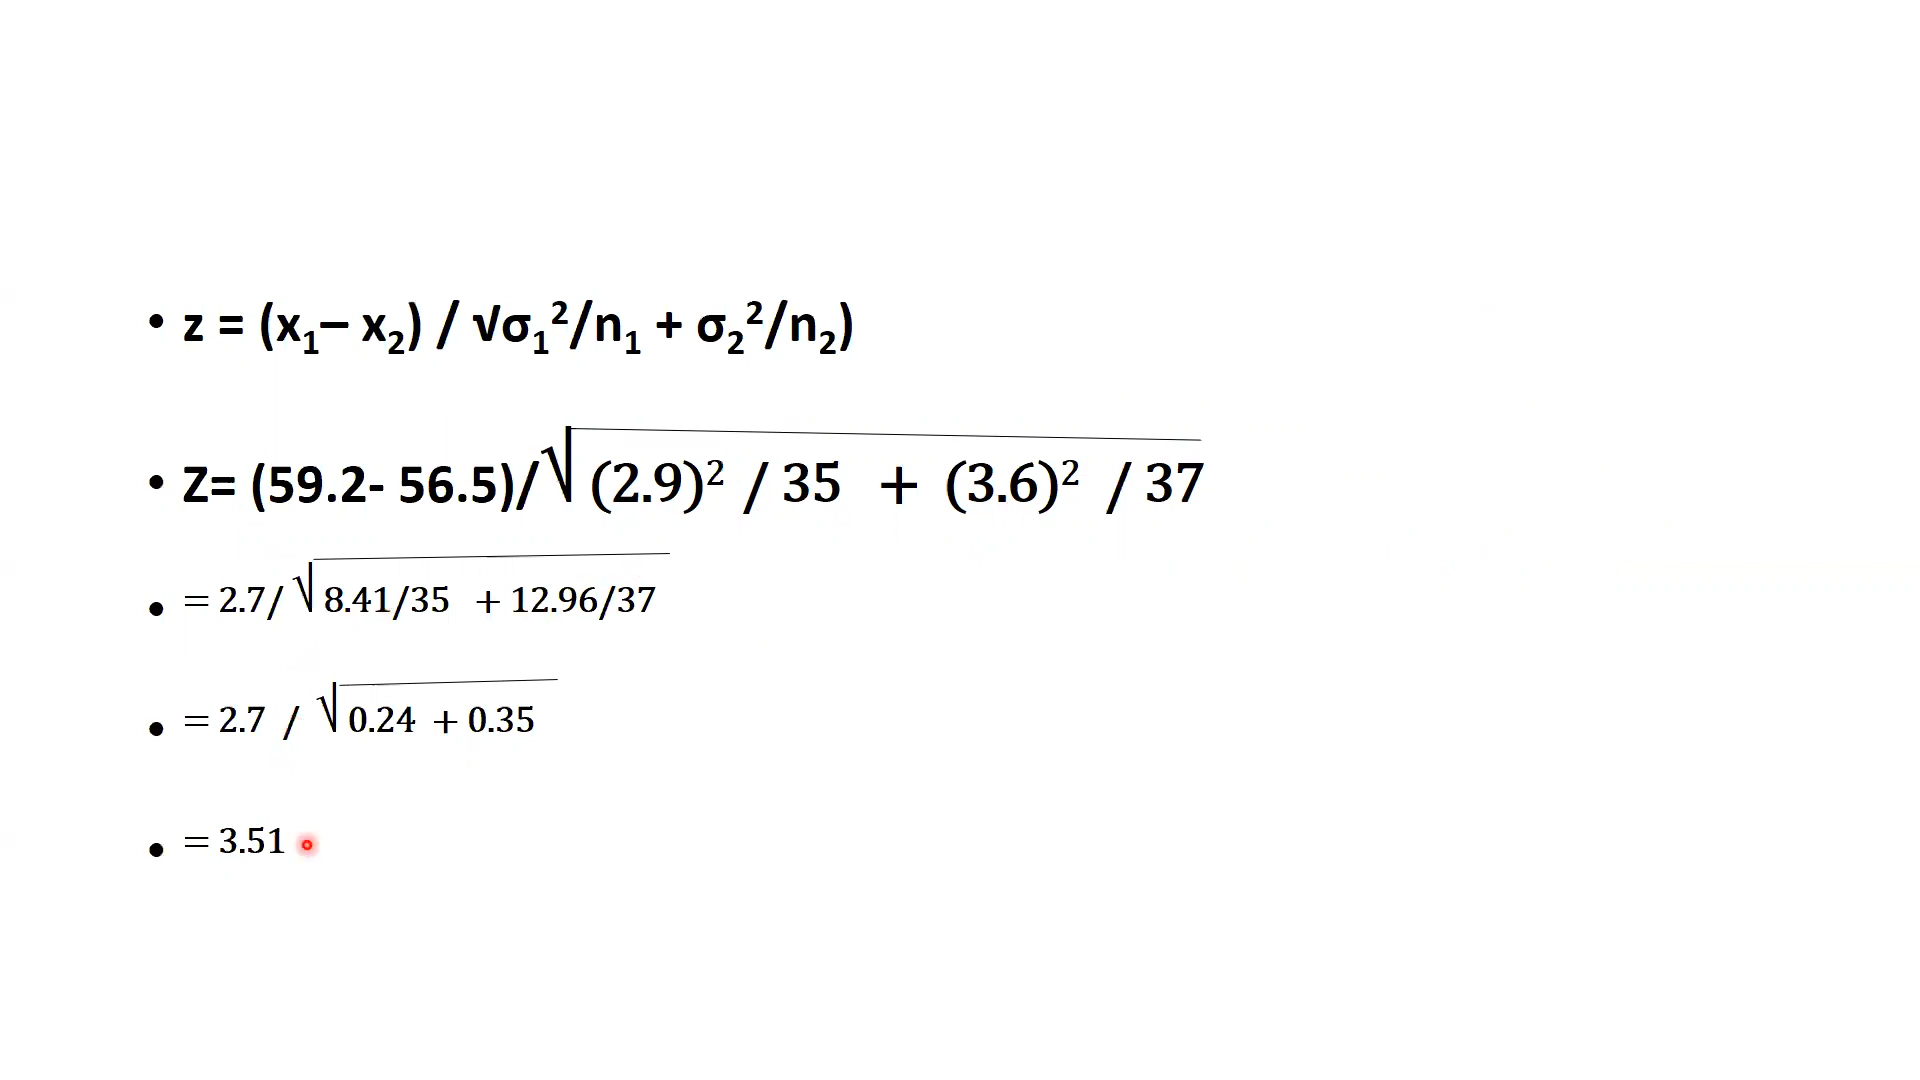 • z = (x₁– x₂) / √σ₁²/n₁ + σ₂²/n₂)
• Z= (59.2- 56.5)/√(2.9)² / 35 + (3.6)² / 37
• = 2.7/ √8.41/35 + 12.96/37
• = 2.7 / √0.24 + 0.35
• = 3.51